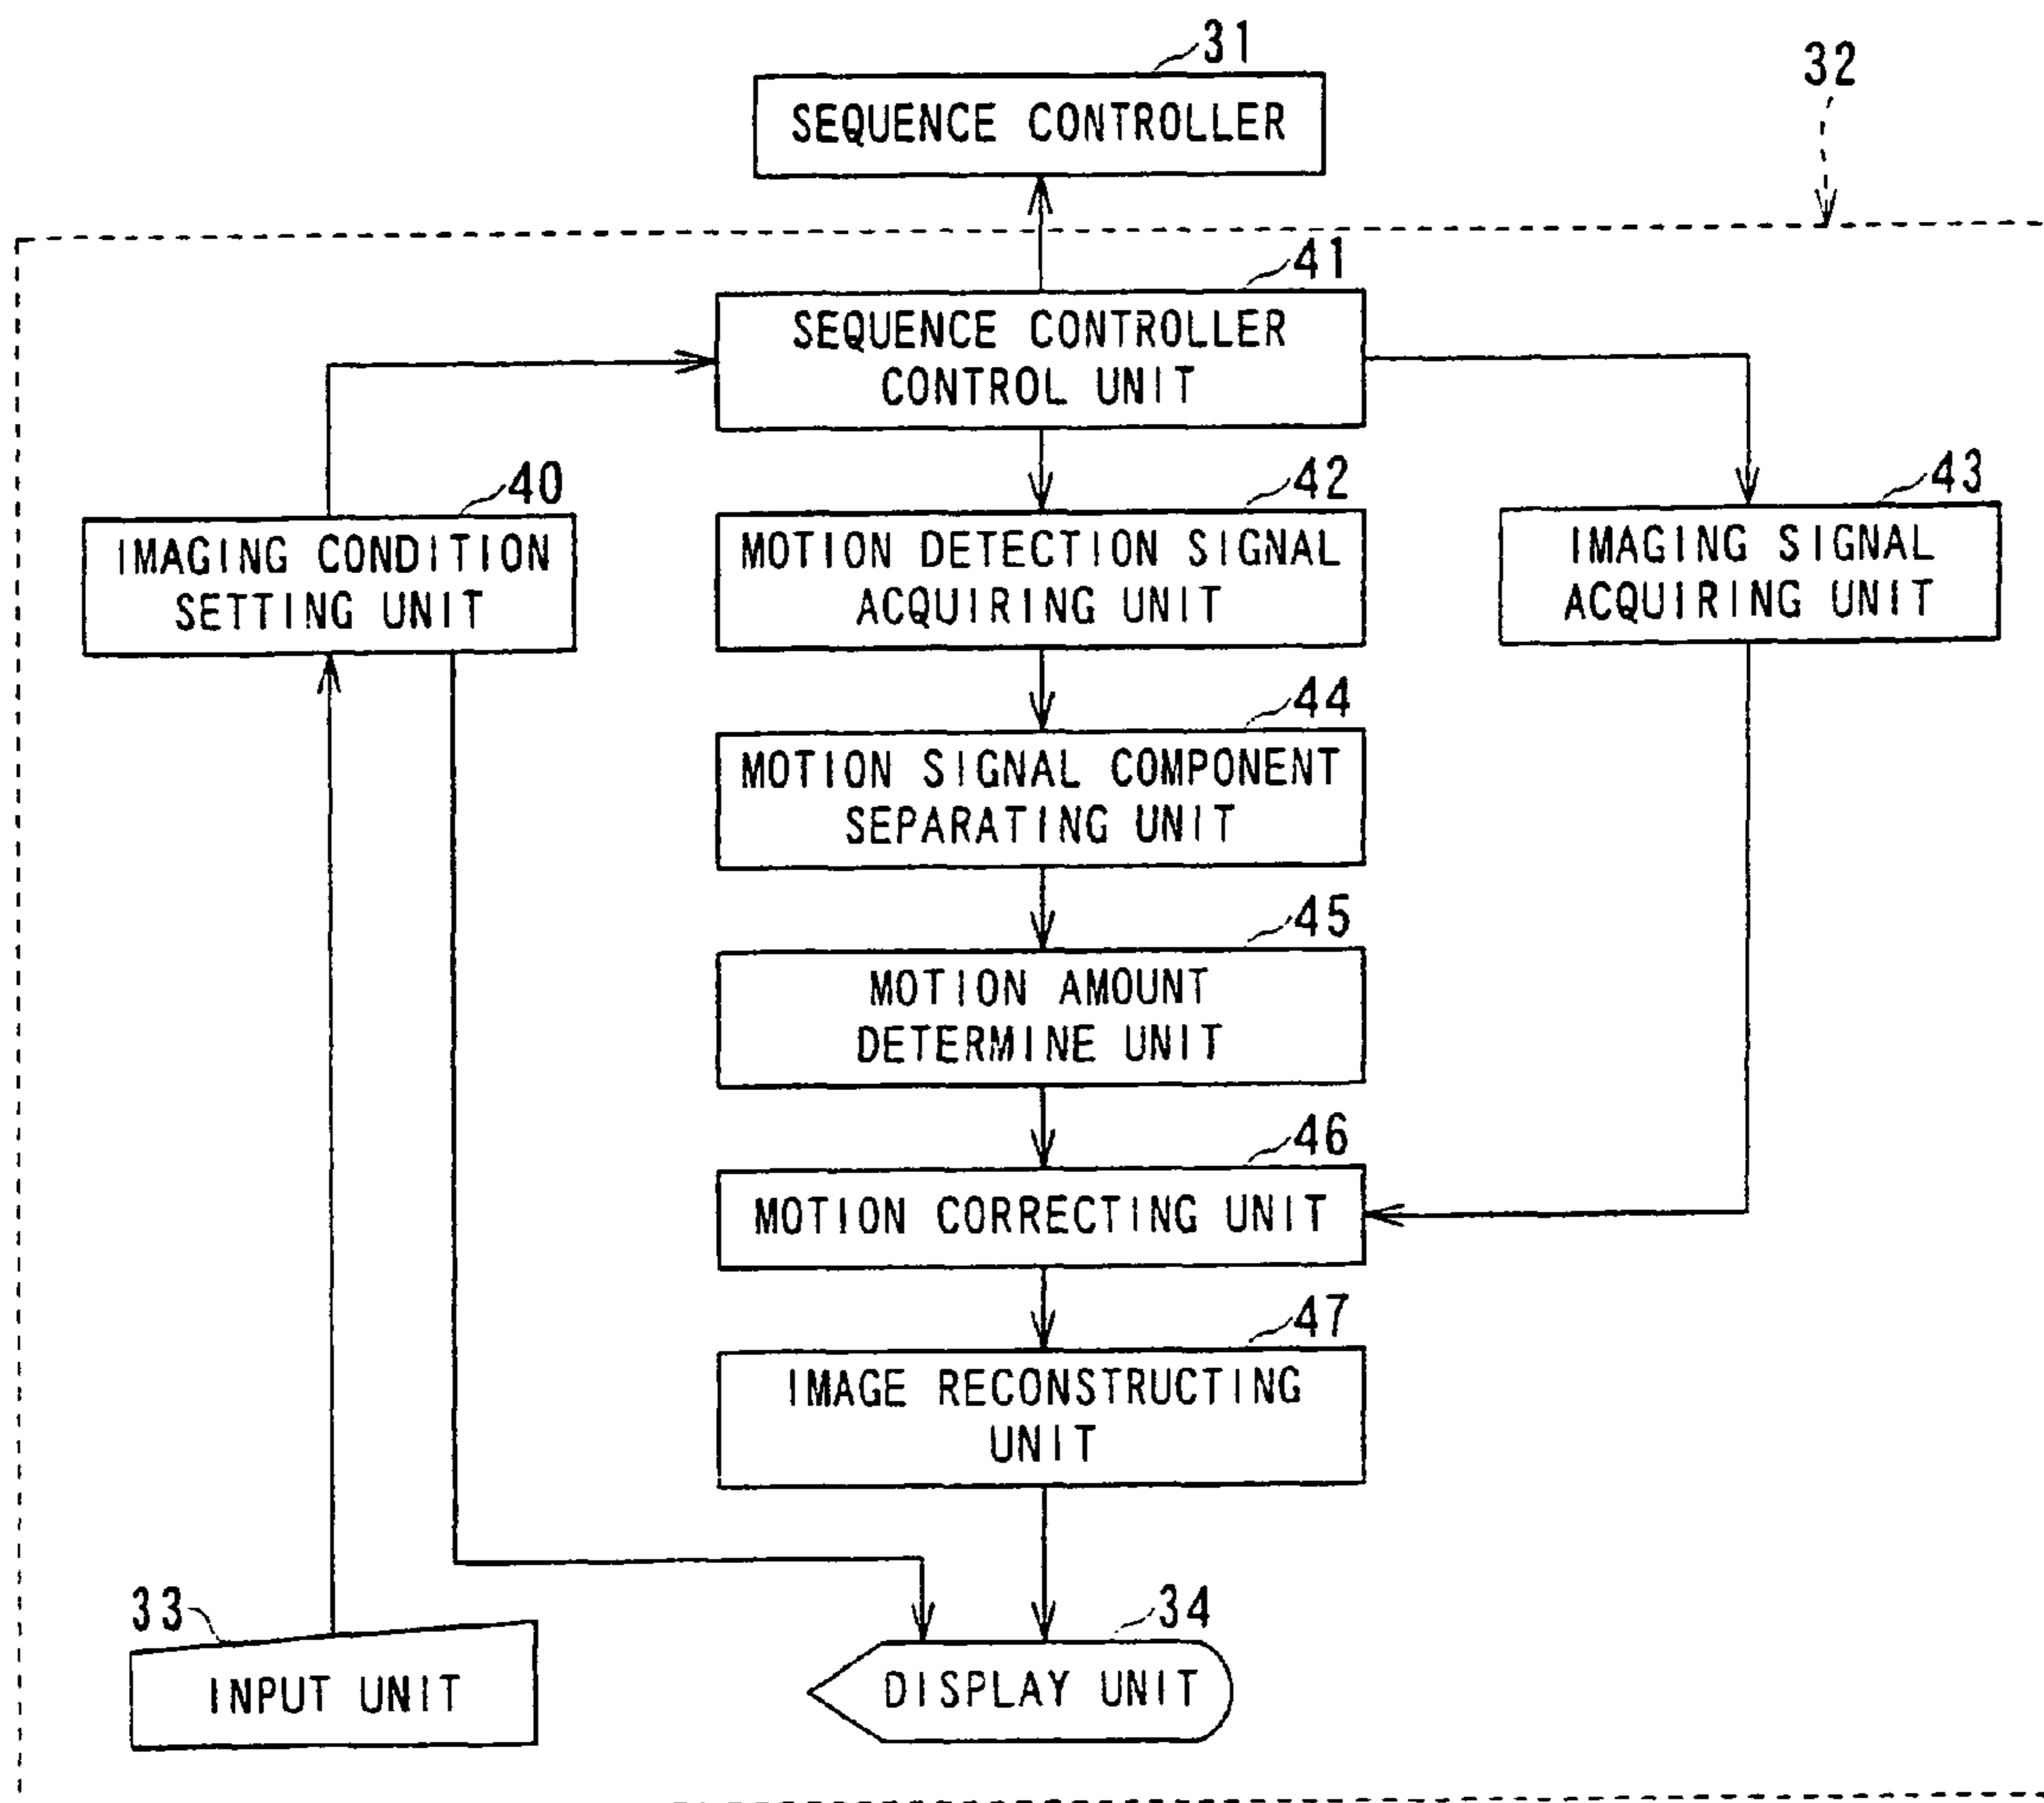 31
SEQUENCE CONTROLLER
32
41
SEQUENCE CONTROLLER
CONTROL UNIT
40
IMAGING CONDITION
SETTING UNIT
42
MOTION DETECTION SIGNAL
ACQUIRING UNIT
43
IMAGING SIGNAL
ACQUIRING UNIT
44
MOTION SIGNAL COMPONENT
SEPARATING UNIT
45
MOTION AMOUNT
DETERMINE UNIT
46
MOTION CORRECTING UNIT
47
IMAGE RECONSTRUCTING
UNIT
33
INPUT UNIT
34
DISPLAY UNIT